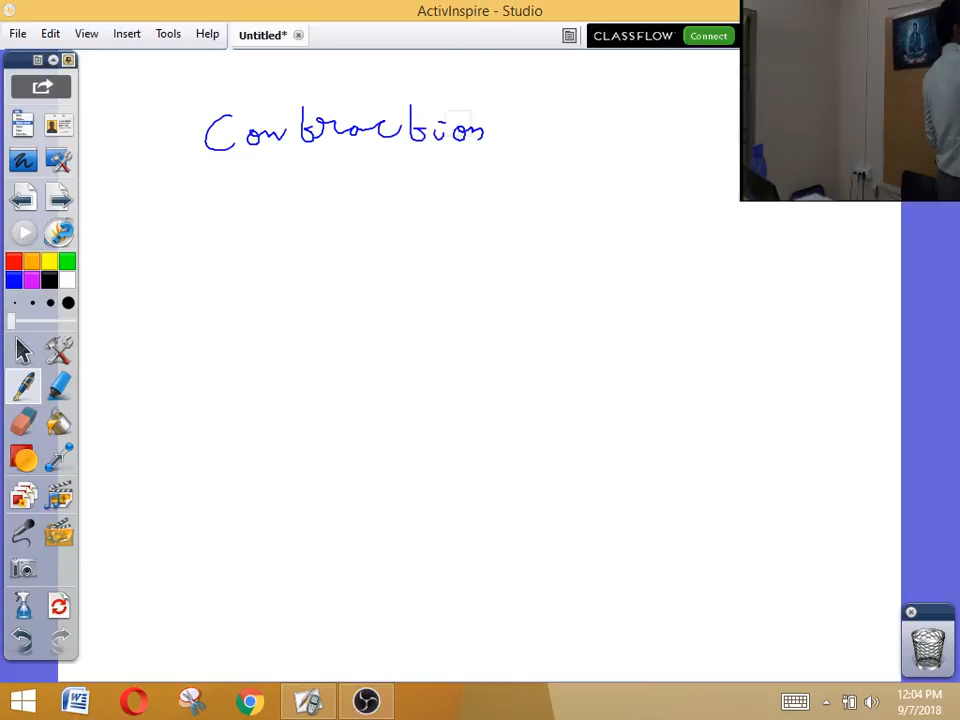 ActivInspire - Studio
File Edit View Insert Tools Help Untitled* CLASSFLOW Connect
Contraction
12:04 PM
9/7/2018